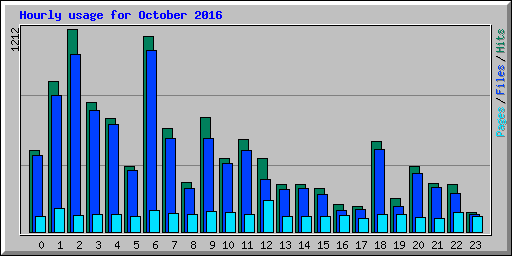 Hourly usage for October 2016
1212
Pages / Files / Hits
0 1 2 3 4 5 6 7 8 9 10 11 12 13 14 15 16 17 18 19 20 21 22 23